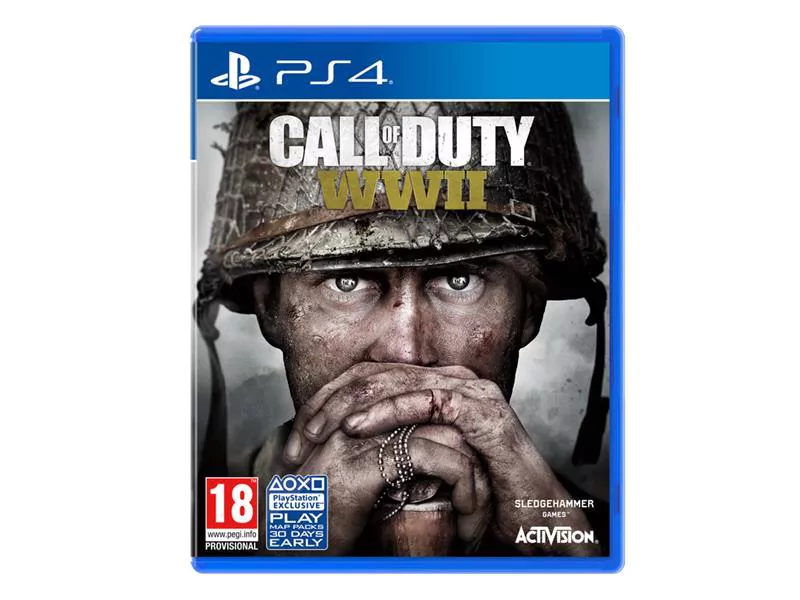 PS4
CALL OF DUTY
WWII
18
www.pegi.info
PROVISIONAL
PlayStation
EXCLUSIVE
PLAY
MAP PACKS
30 DAYS
EARLY
SLEDGEHAMMER
GAMES™
ACTIVISION®